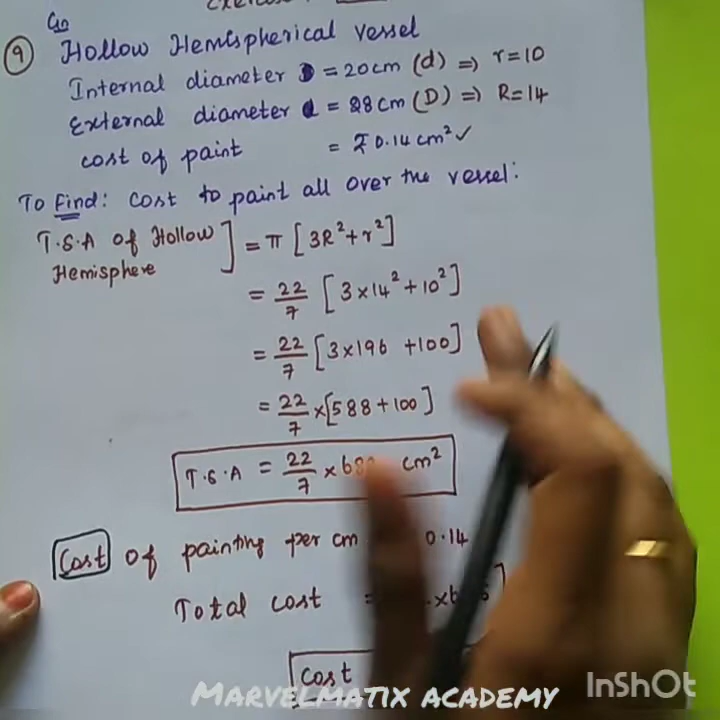 Gn
⑨ Hollow Hemispherical vessel
Internal diameter = 20cm (d) ⇒ r=10
External diameter = 28cm (D) ⇒ R=14
cost of paint = ₹ 0.14 cm² ✓
To Find: cost to paint all over the vessel:
T.S.A of Hollow Hemisphere ] = π [3R²+r²]
= 22/7 [3×14²+10²]
= 22/7 [3×196 +100]
= 22/7 ×[588+100]
T.S.A = 22/7 × cm²
Cost of painting per cm 0.14
Total cost =
cost
MARVELMATIX ACADEMY
InShOt